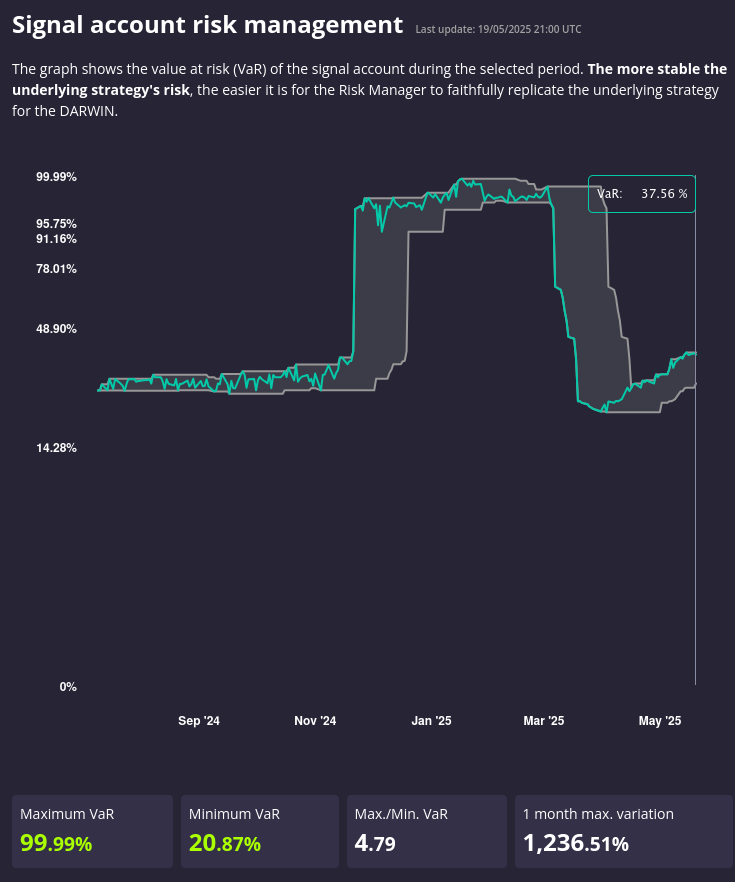 Signal account risk management Last update: 19/05/2025 21:00 UTC
The graph shows the value at risk (VaR) of the signal account during the selected period. The more stable the
underlying strategy's risk, the easier it is for the Risk Manager to faithfully replicate the underlying strategy
for the DARWIN.
99.99%
VaR: 37.56 %
95.75%
91.16%
78.01%
48.90%
14.28%
0%
Sep '24 Nov '24 Jan '25 Mar '25 May '25
Maximum VaR Minimum VaR Max./Min. VaR 1 month max. variation
99.99% 20.87% 4.79 1,236.51%